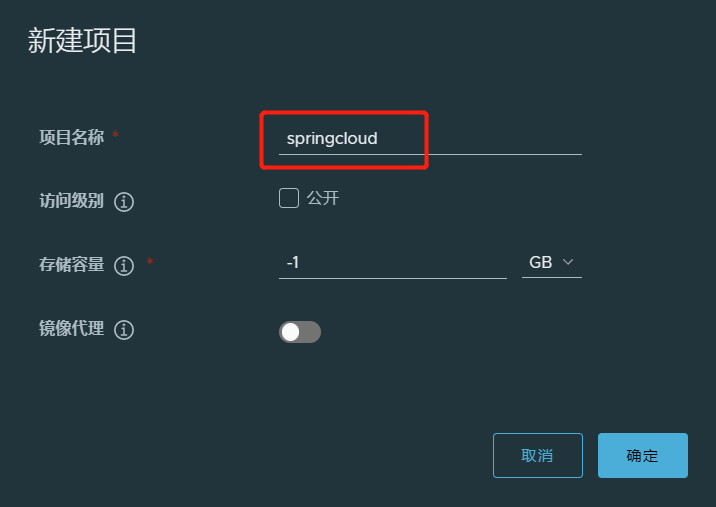 新建项目
项目名称 *
springcloud
访问级别
公开
存储容量 *
-1
GB
镜像代理
取消
确定